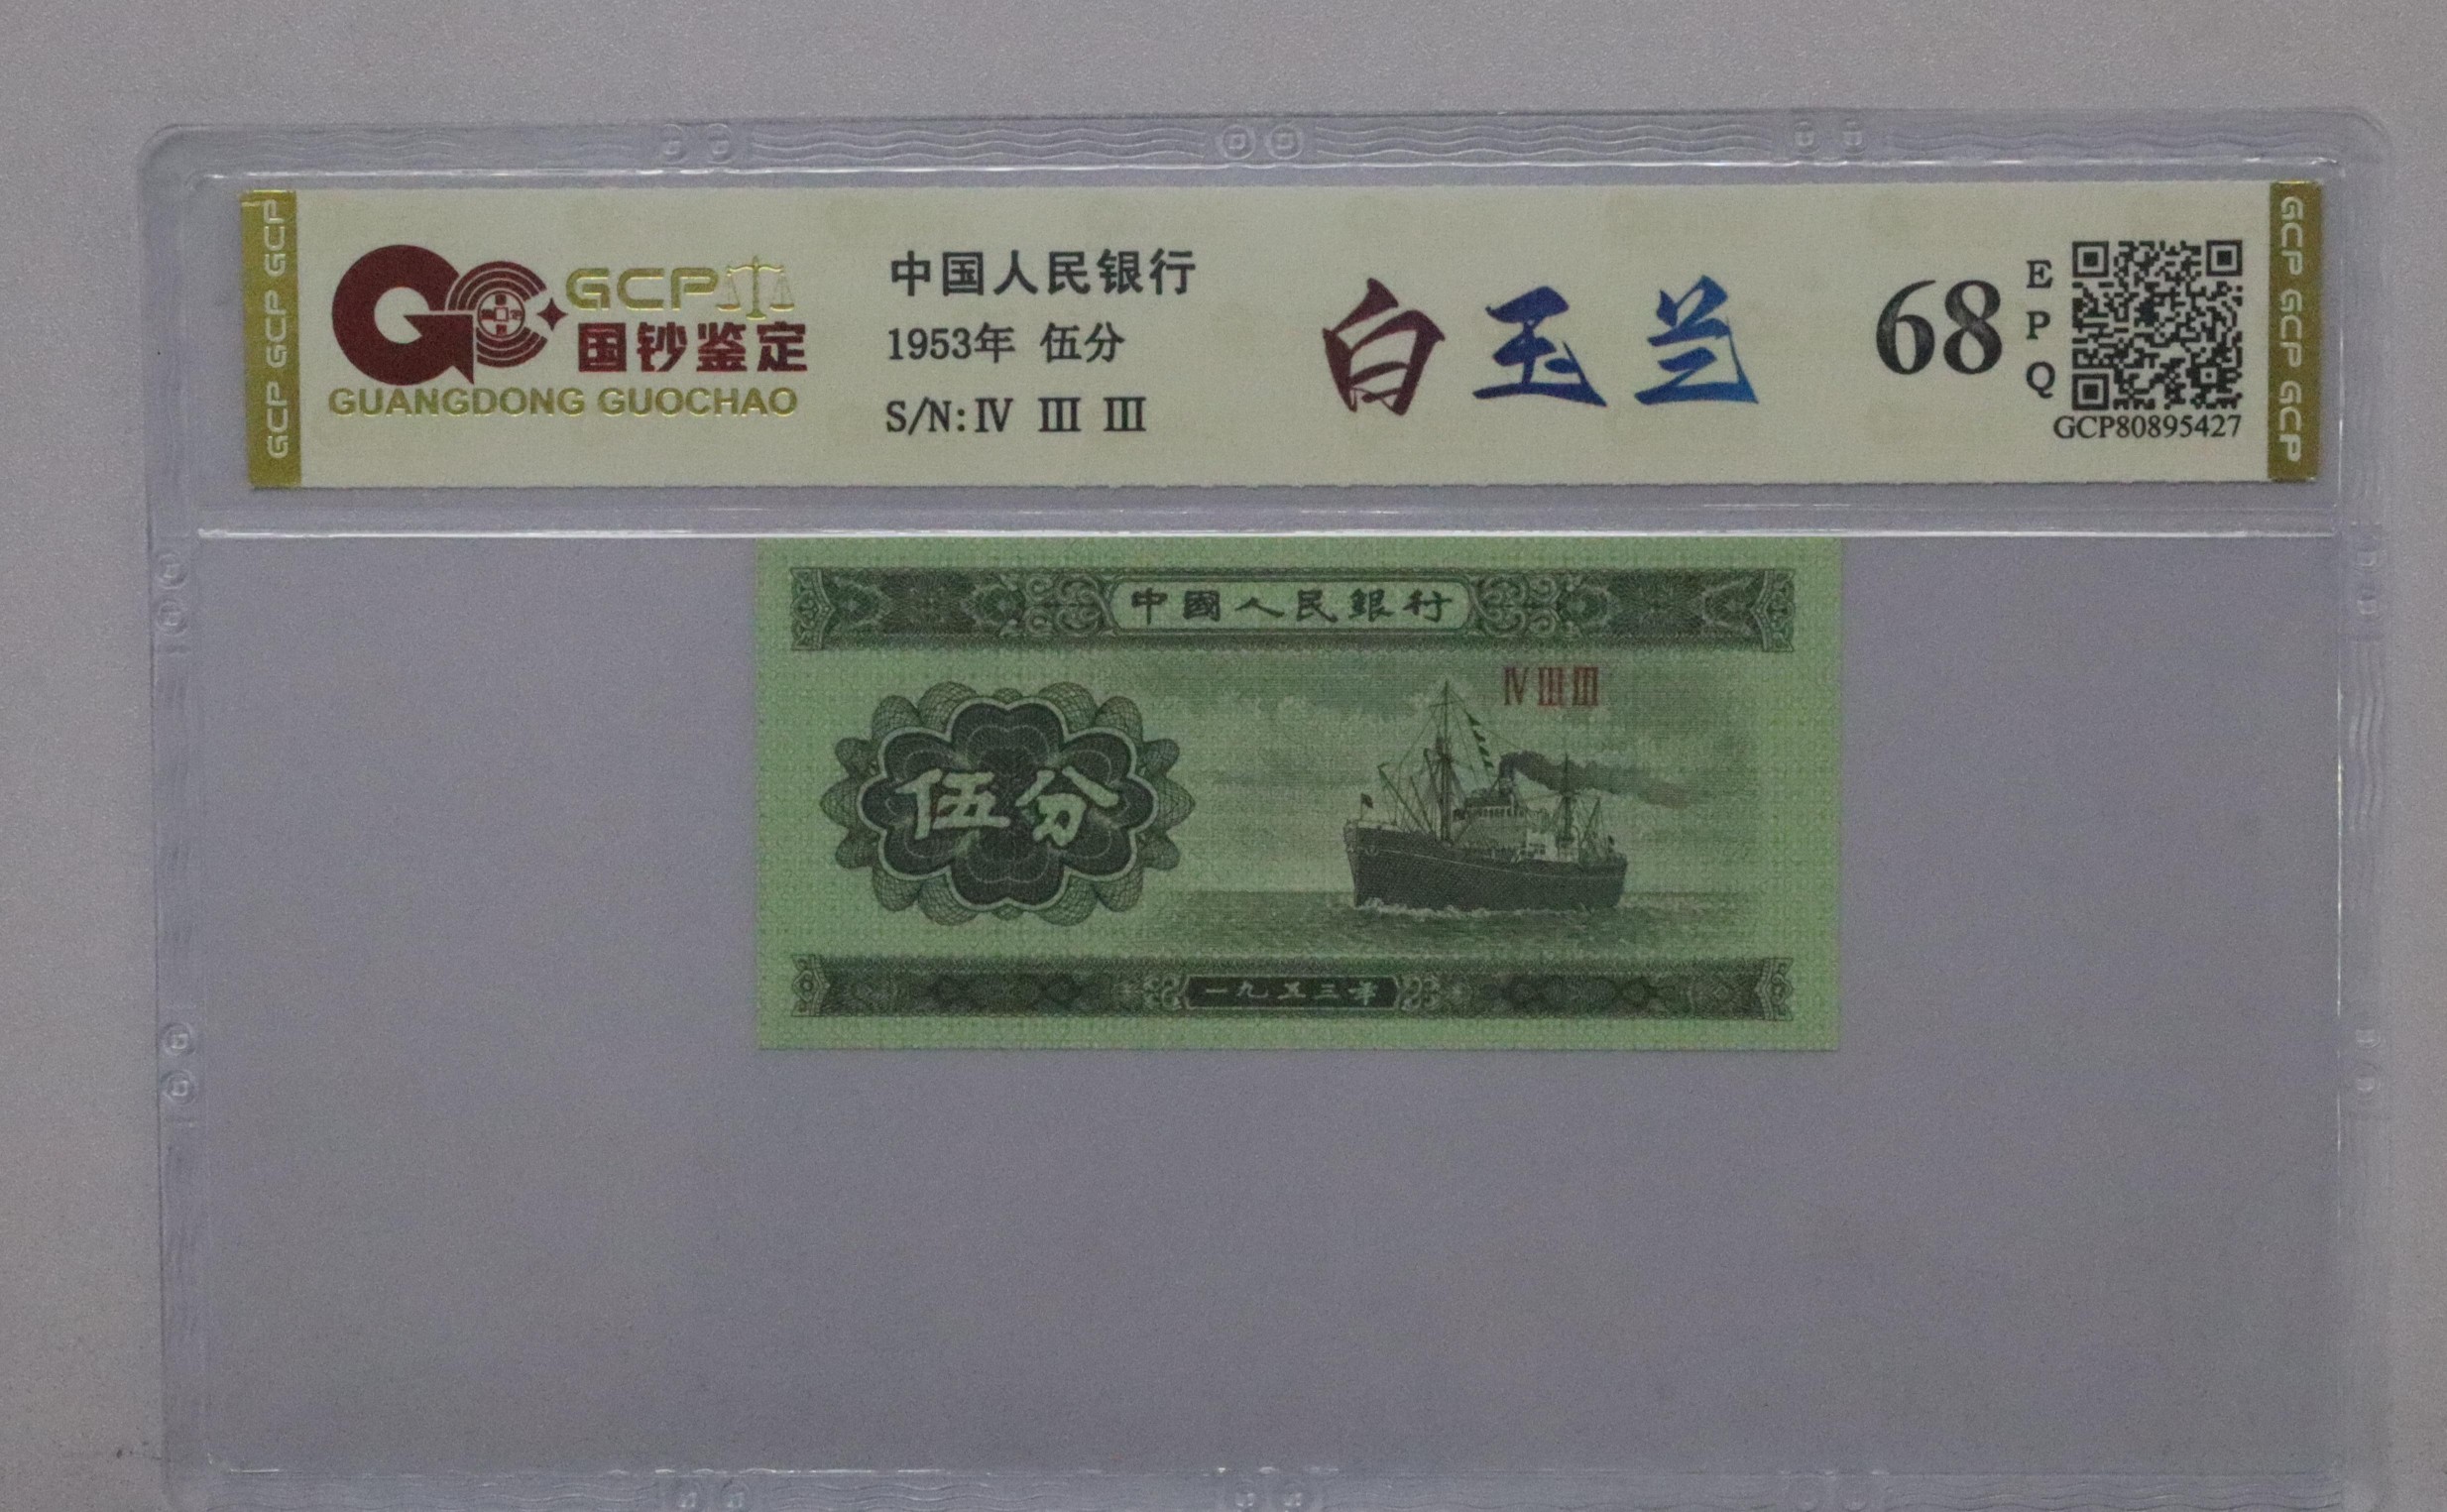 GCP GCP GCP
GCP
国钞鉴定
GUANGDONG GUOCHAO
中国人民银行
1953年 伍分
S/N: IV III III
白玉兰
68
EPQ
GCP80895427
GCP GCP GCP
中國人民銀行
IV III III
伍分
一九五三年